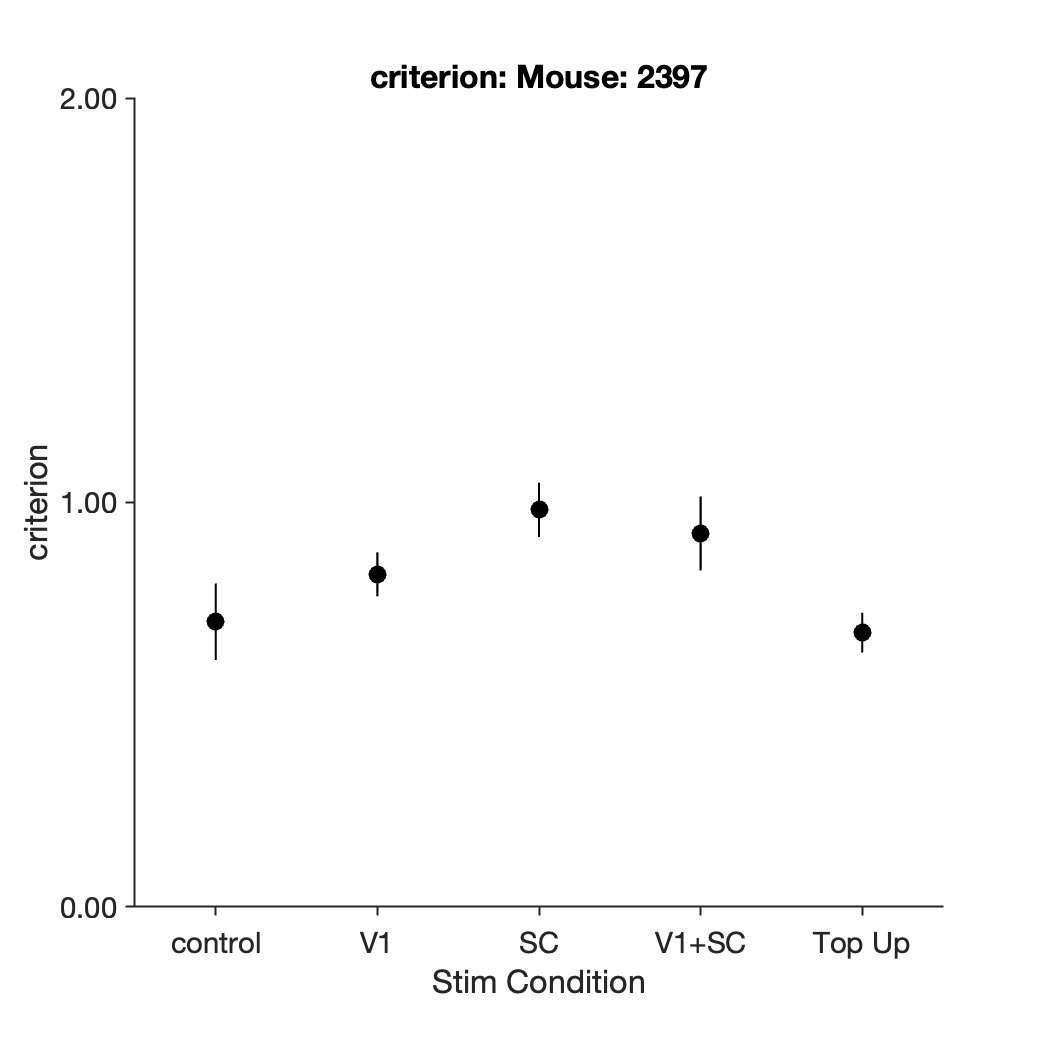 criterion: Mouse: 2397
2.00
1.00
0.00
criterion
control V1 SC V1+SC Top Up
Stim Condition